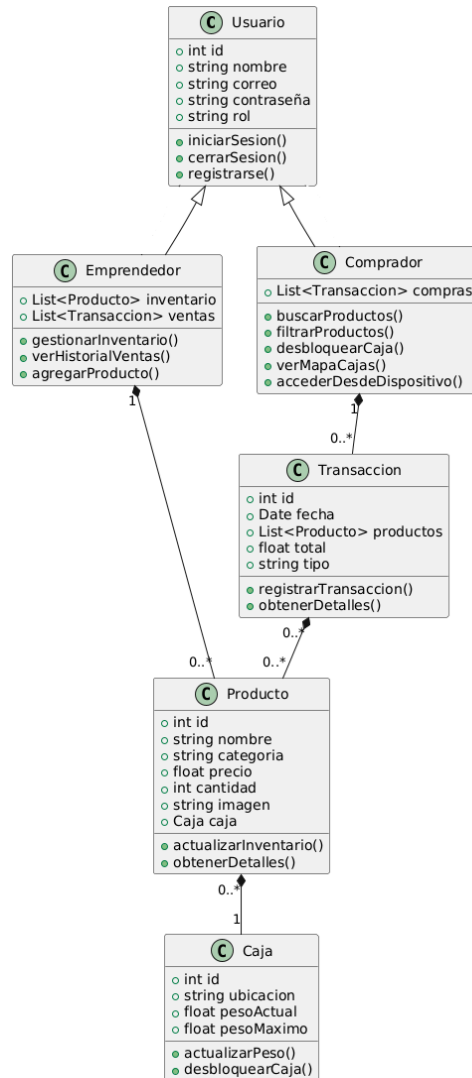 C Usuario
int id
string nombre
string correo
string contraseña
string rol
iniciarSesion()
cerrarSesion()
registrarse()
C Emprendedor
List<Producto> inventario
List<Transaccion> ventas
gestionarInventario()
verHistorialVentas()
agregarProducto()
C Comprador
List<Transaccion> compras
buscarProductos()
filtrarProductos()
desbloquearCaja()
verMapaCajas()
accederDesdeDispositivo()
1
1
0..*
C Transaccion
int id
Date fecha
List<Producto> productos
float total
string tipo
registrarTransaccion()
obtenerDetalles()
0..*
0..*
0..*
C Producto
int id
string nombre
string categoria
float precio
int cantidad
string imagen
Caja caja
actualizarInventario()
obtenerDetalles()
0..*
1
C Caja
int id
string ubicacion
float pesoActual
float pesoMaximo
actualizarPeso()
desbloquearCaja()